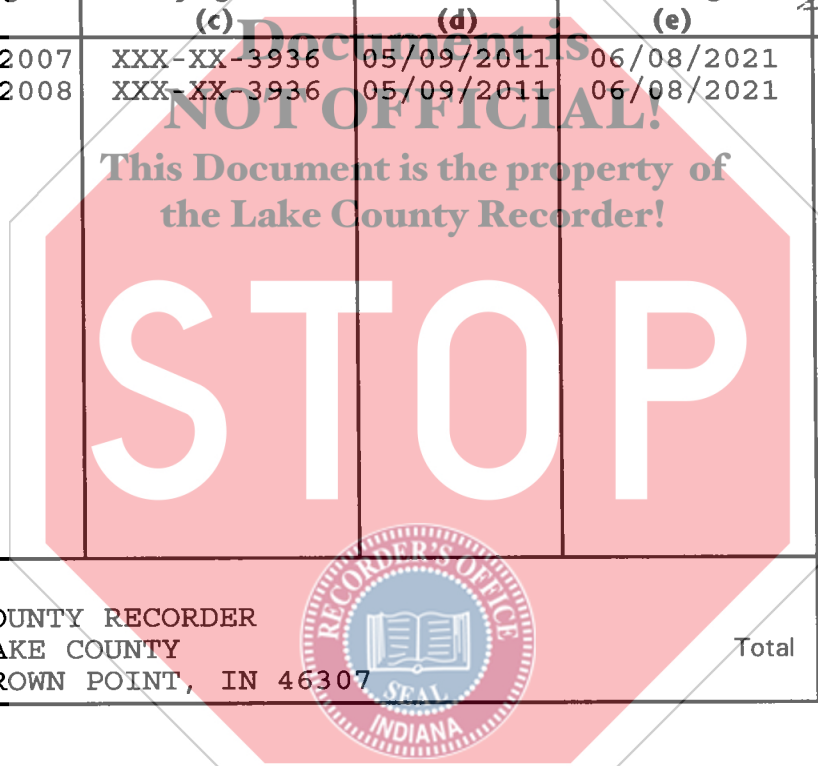 (c) (d) (e)
2007 XXX-XX-3936 05/09/2011 06/08/2021
2008 XXX-XX-3936 05/09/2011 06/08/2021
Document is
NOT OFFICIAL!
This Document is the property of
the Lake County Recorder!
STOP
OUNTY RECORDER
AKE COUNTY
ROWN POINT, IN 46307
Total
RECORDER'S OFFICE
SEAL
INDIANA